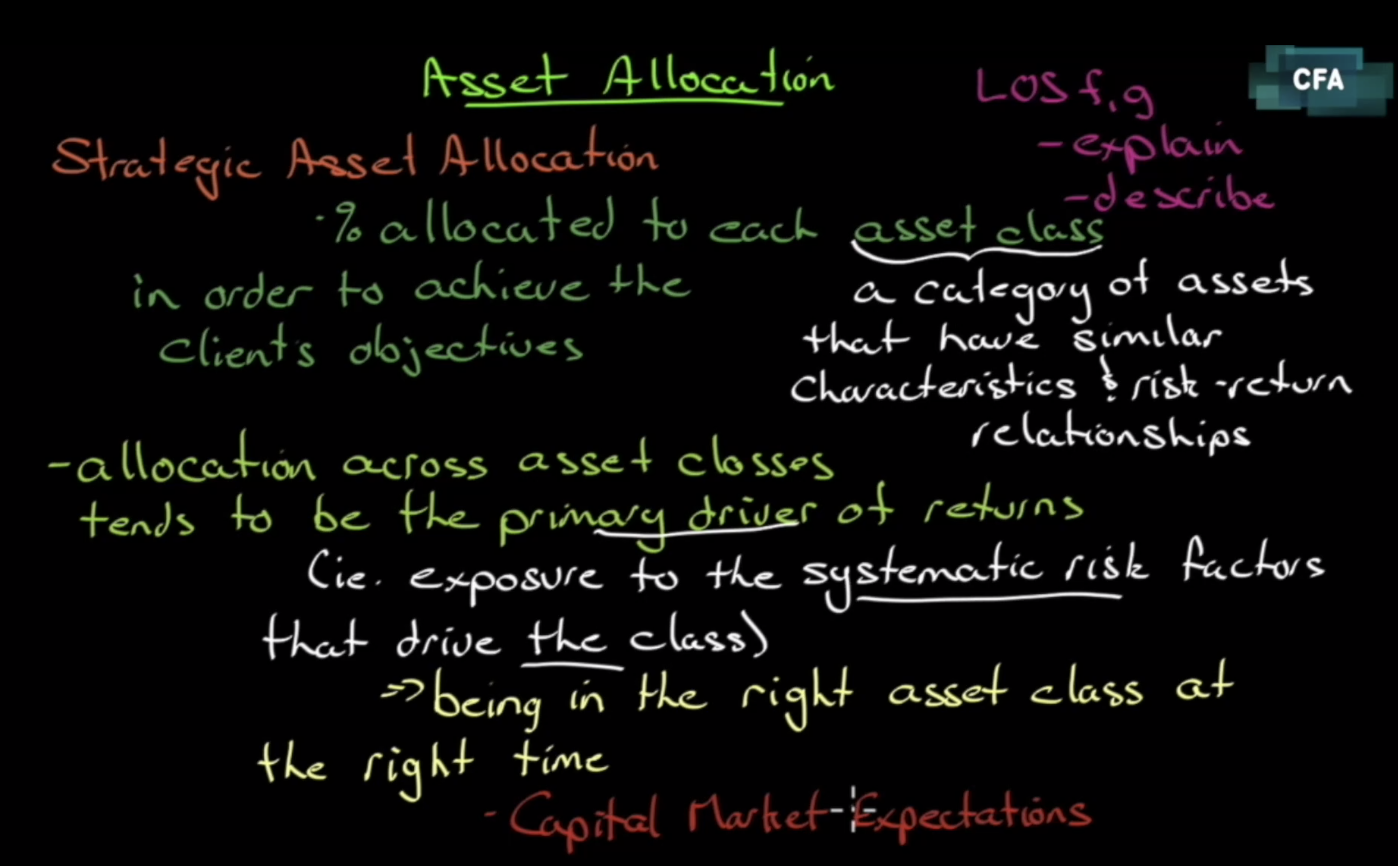 Asset Allocation
LOS f, g
- explain
- describe
CFA
Strategic Asset Allocation
· % allocated to each asset class
in order to achieve the
client's objectives
a category of assets
that have similar
characteristics & risk-return
relationships
- allocation across asset classes
tends to be the primary driver of returns
(ie. exposure to the systematic risk factors
that drive the class)
=> being in the right asset class at
the right time
- Capital Market Expectations